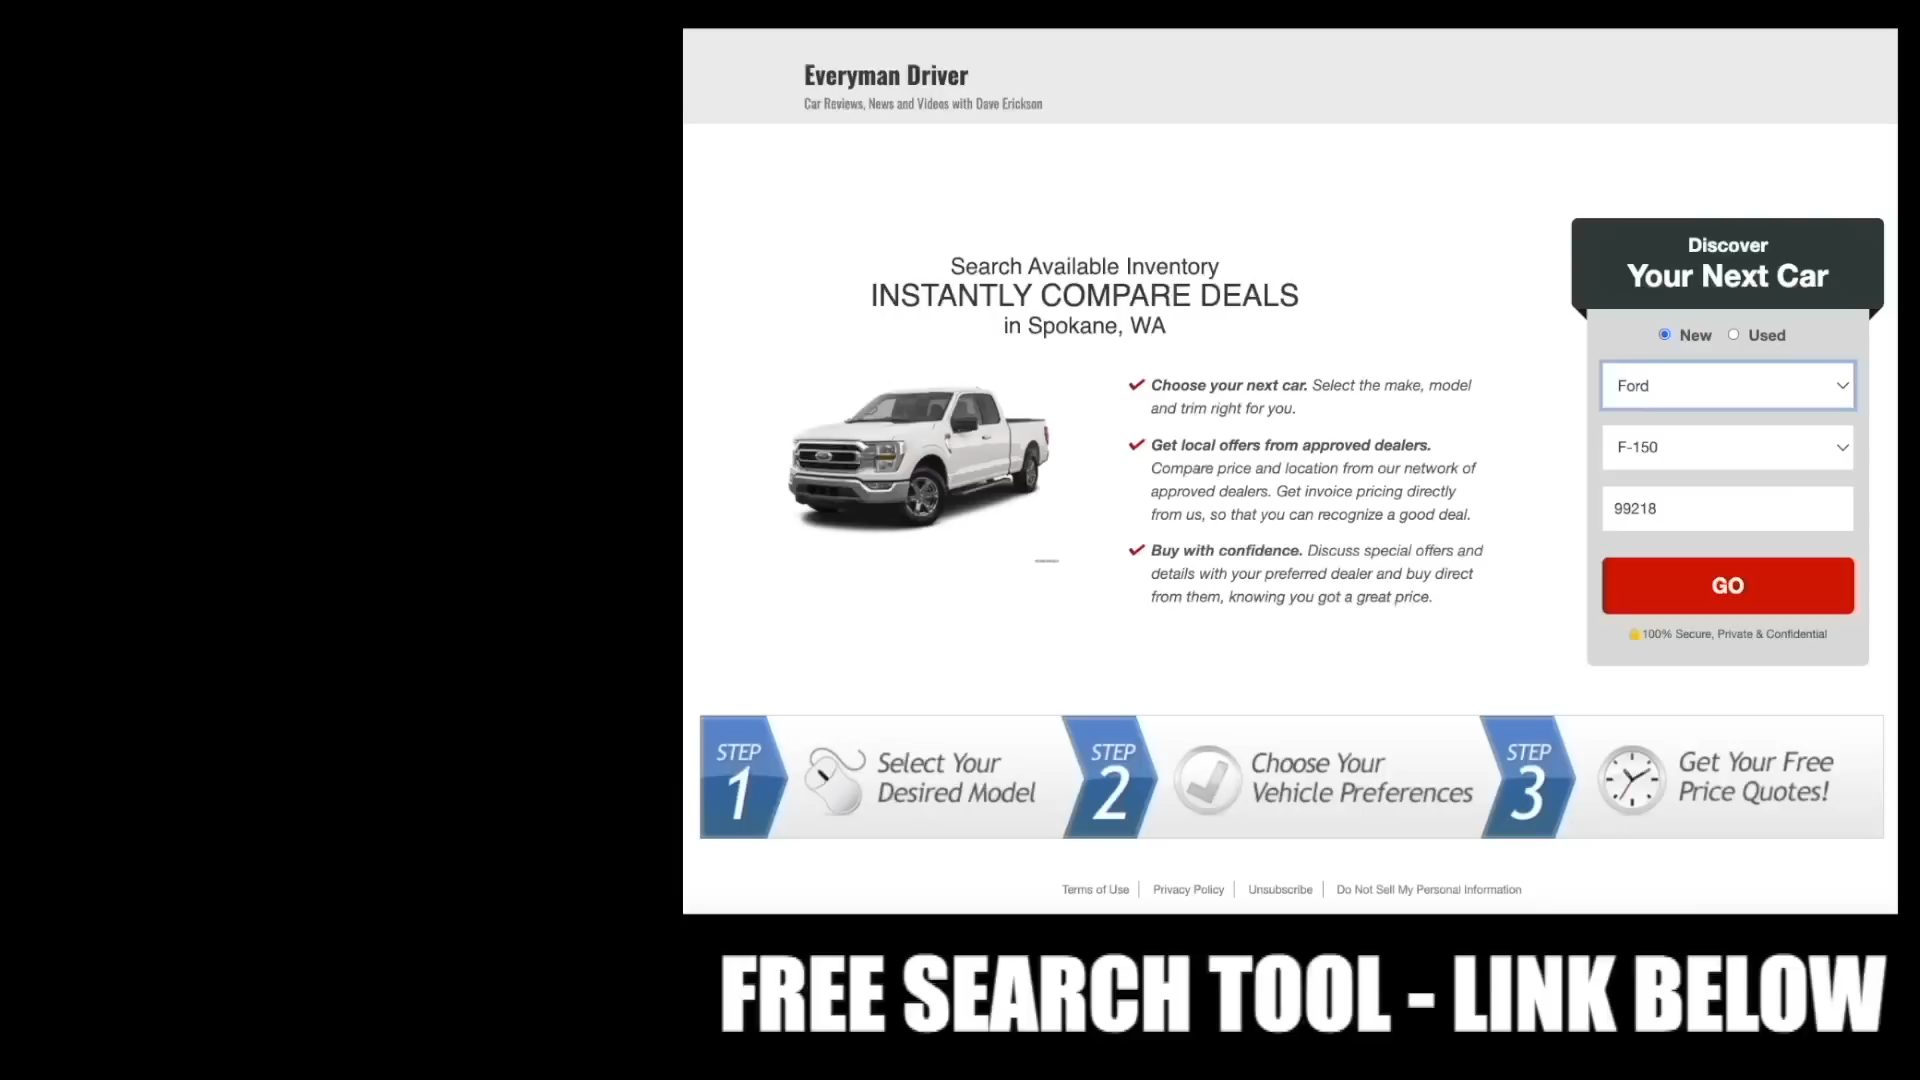 Everyman Driver
Car Reviews, News and Videos with Dave Erickson
Search Available Inventory
INSTANTLY COMPARE DEALS
in Spokane, WA
Choose your next car. Select the make, model
and trim right for you.
Get local offers from approved dealers.
Compare price and location from our network of
approved dealers. Get invoice pricing directly
from us, so that you can recognize a good deal.
Buy with confidence. Discuss special offers and
details with your preferred dealer and buy direct
from them, knowing you got a great price.
Discover
Your Next Car
New Used
Ford
F-150
99218
GO
100% Secure, Private & Confidential
STEP
1
Select Your
Desired Model
STEP
2
Choose Your
Vehicle Preferences
STEP
3
Get Your Free
Price Quotes!
Terms of Use
Privacy Policy
Unsubscribe
Do Not Sell My Personal Information
FREE SEARCH TOOL - LINK BELOW